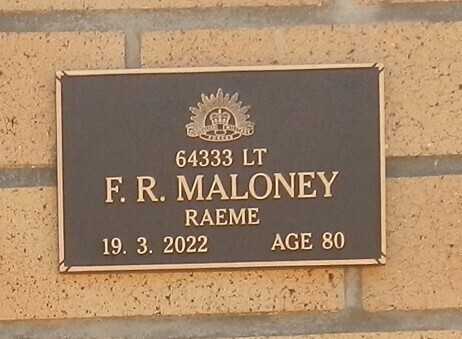 64333 LT
F. R. MALONEY
RAEME
19. 3. 2022 AGE 80